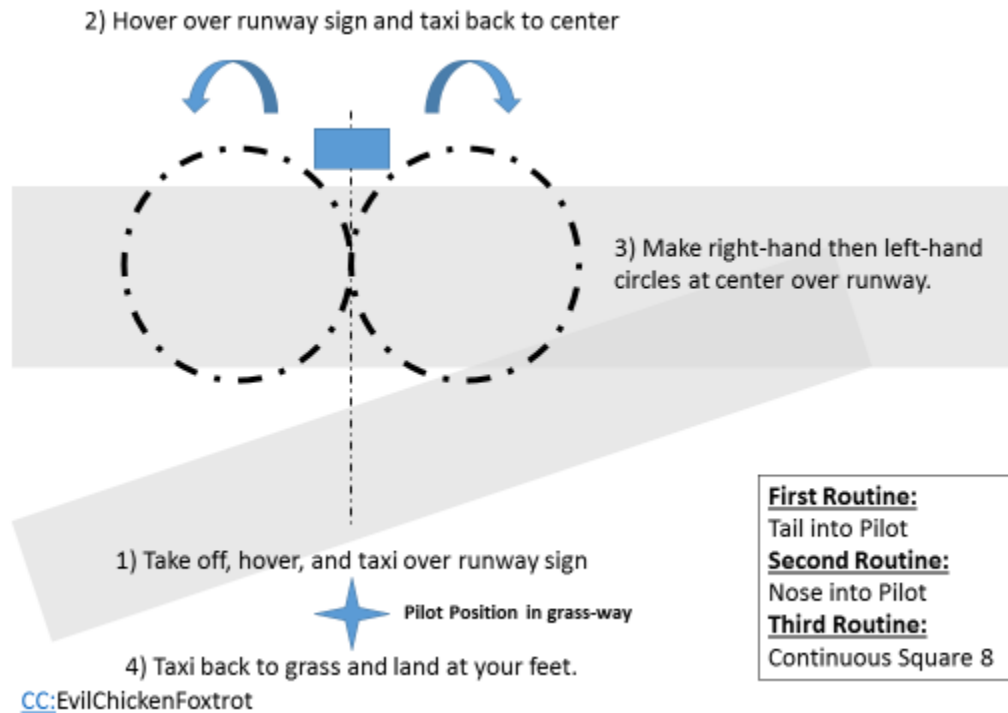 2) Hover over runway sign and taxi back to center
3) Make right-hand then left-hand
circles at center over runway.
First Routine:
Tail into Pilot
Second Routine:
Nose into Pilot
Third Routine:
Continuous Square 8
1) Take off, hover, and taxi over runway sign
Pilot Position in grass-way
4) Taxi back to grass and land at your feet.
CC:EvilChickenFoxtrot